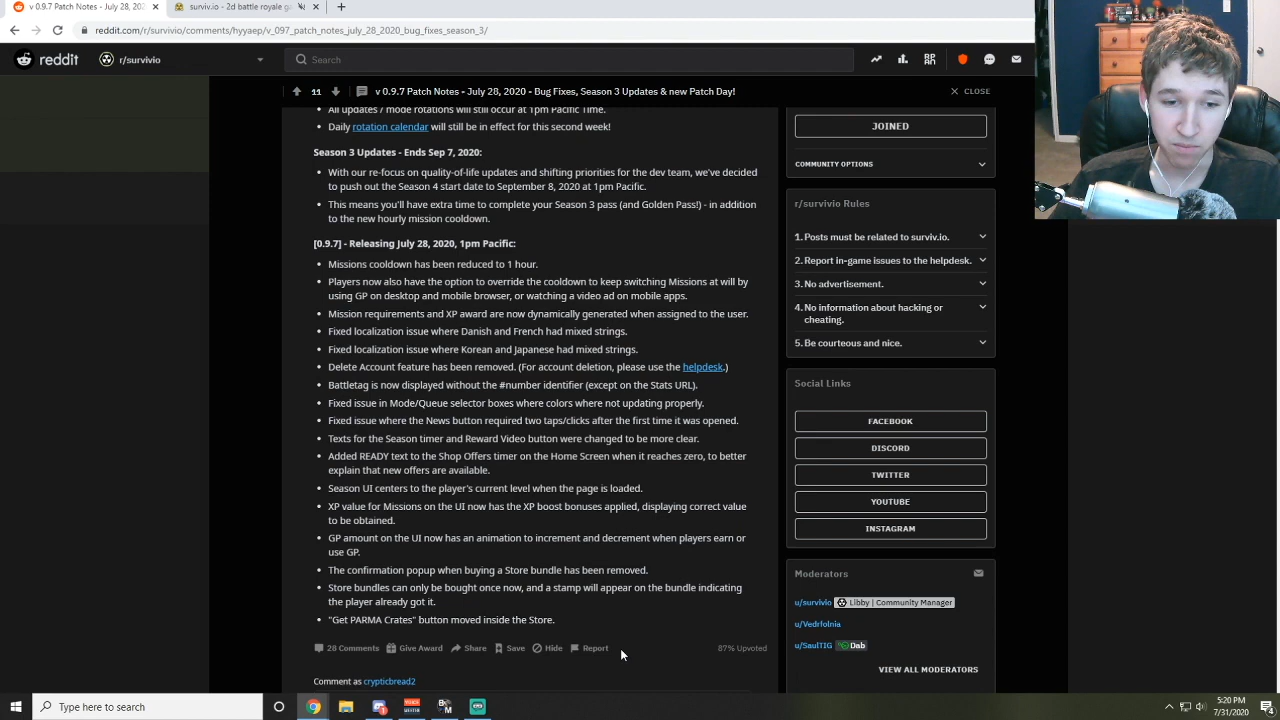 v 0.9.7 Patch Notes - July 28, 202
surviv.io - 2d battle royale g
reddit.com/r/survivio/comments/hyyaep/v_097_patch_notes_july_28_2020_bug_fixes_season_3/
reddit
r/survivio
Search
11
v 0.9.7 Patch Notes - July 28, 2020 - Bug Fixes, Season 3 Updates & new Patch Day!
CLOSE
All updates / mode rotations will still occur at 1pm Pacific Time.
Daily rotation calendar will still be in effect for this second week!
Season 3 Updates - Ends Sep 7, 2020:
With our re-focus on quality-of-life updates and shifting priorities for the dev team, we've decided
to push out the Season 4 start date to September 8, 2020 at 1pm Pacific.
This means you'll have extra time to complete your Season 3 pass (and Golden Pass!) - in addition
to the new hourly mission cooldown.
[0.9.7] - Releasing July 28, 2020, 1pm Pacific:
Missions cooldown has been reduced to 1 hour.
Players now also have the option to override the cooldown to keep switching Missions at will by
using GP on desktop and mobile browser, or watching a video ad on mobile apps.
Mission requirements and XP award are now dynamically generated when assigned to the user.
Fixed localization issue where Danish and French had mixed strings.
Fixed localization issue where Korean and Japanese had mixed strings.
Delete Account feature has been removed. (For account deletion, please use the helpdesk.)
Battletag is now displayed without the #number identifier (except on the Stats URL).
Fixed issue in Mode/Queue selector boxes where colors where not updating properly.
Fixed issue where the News button required two taps/clicks after the first time it was opened.
Texts for the Season timer and Reward Video button were changed to be more clear.
Added READY text to the Shop Offers timer on the Home Screen when it reaches zero, to better
explain that new offers are available.
Season UI centers to the player's current level when the page is loaded.
XP value for Missions on the UI now has the XP boost bonuses applied, displaying correct value
to be obtained.
GP amount on the UI now has an animation to increment and decrement when players earn or
use GP.
The confirmation popup when buying a Store bundle has been removed.
Store bundles can only be bought once now, and a stamp will appear on the bundle indicating
the player already got it.
"Get PARMA Crates" button moved inside the Store.
28 Comments Give Award Share Save Hide Report 87% Upvoted
Comment as crypticbread2
JOINED
COMMUNITY OPTIONS
r/survivio Rules
1. Posts must be related to surviv.io.
2. Report in-game issues to the helpdesk.
3. No advertisement.
4. No information about hacking or
cheating.
5. Be courteous and nice.
Social Links
FACEBOOK
DISCORD
TWITTER
YOUTUBE
INSTAGRAM
Moderators
u/survivio Libby | Community Manager
u/Vedrfolnia
u/SaulTIG Dab
VIEW ALL MODERATORS
Type here to search
5:20 PM
7/31/2020